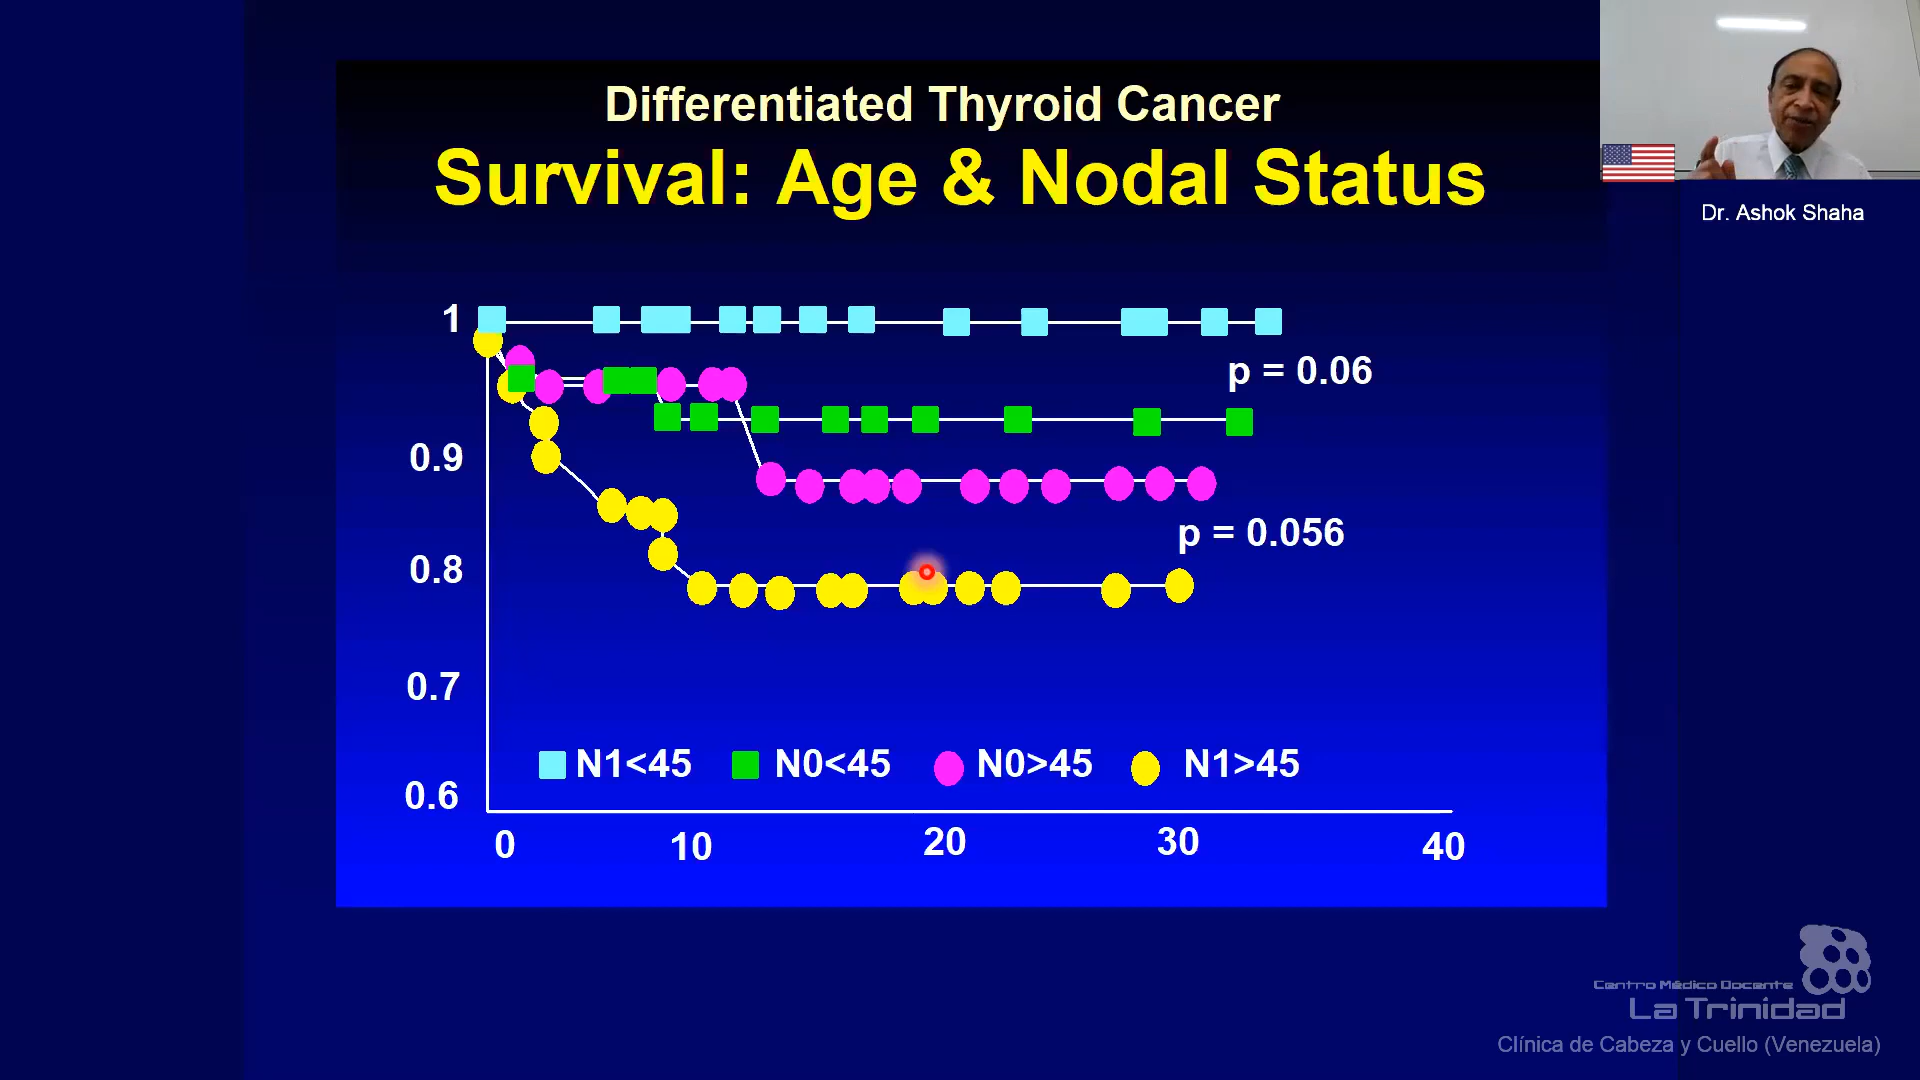 Differentiated Thyroid Cancer
Survival: Age & Nodal Status
Dr. Ashok Shaha
1
p = 0.06
0.9
p = 0.056
0.8
0.7
N1<45 N0<45 N0>45 N1>45
0.6
0 10 20 30 40
Centro Médico Docente
La Trinidad
Clínica de Cabeza y Cuello (Venezuela)